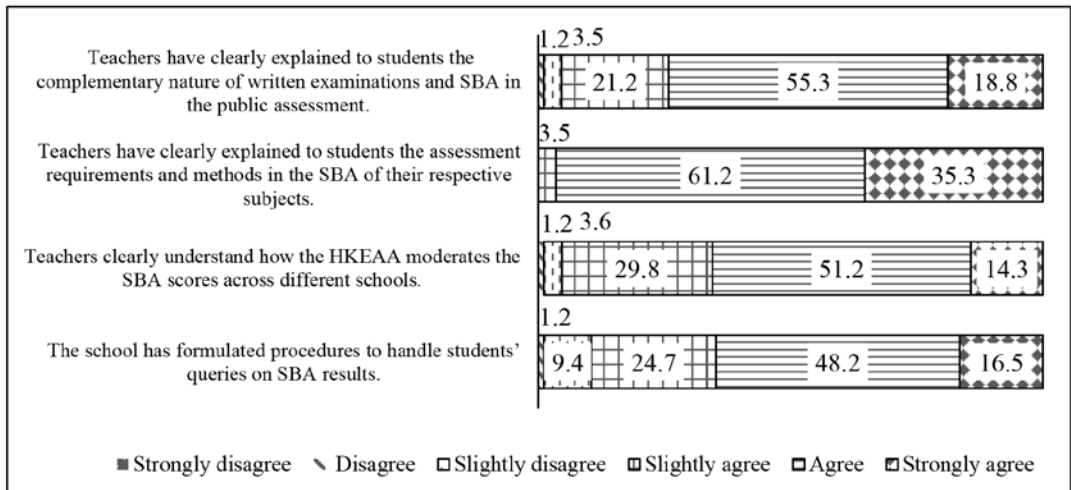 1.2 3.5
Teachers have clearly explained to students the
complementary nature of written examinations and SBA in
the public assessment.
21.2 55.3 18.8
3.5
Teachers have clearly explained to students the assessment
requirements and methods in the SBA of their respective
subjects.
61.2 35.3
1.2 3.6
Teachers clearly understand how the HKEAA moderates the
SBA scores across different schools.
29.8 51.2 14.3
1.2
The school has formulated procedures to handle students’
queries on SBA results.
9.4 24.7 48.2 16.5
Strongly disagree Disagree Slightly disagree Slightly agree Agree Strongly agree